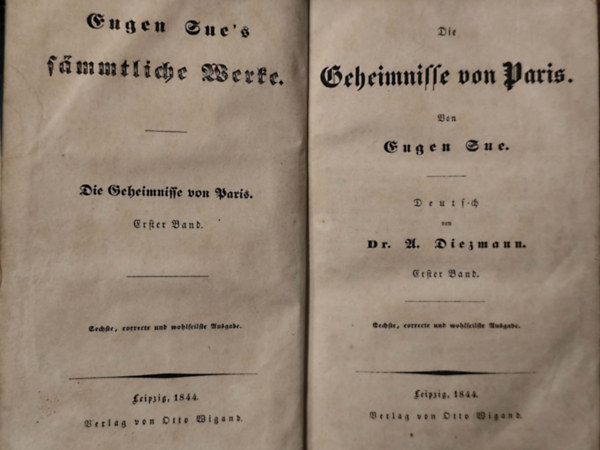 Eugen Sue's
sämmtliche Werke.
Die Geheimnisse von Paris.
Erster Band.
Sechste, correcte und wohlfeilste Ausgabe.
Leipzig, 1844.
Verlag von Otto Wigand.
Die
Geheimnisse von Paris.
Von
Eugen Sue.
Deutsch
von
Dr. A. Diezmann.
Erster Band.
Sechste, correcte und wohlfeilste Ausgabe.
Leipzig, 1844.
Verlag von Otto Wigand.